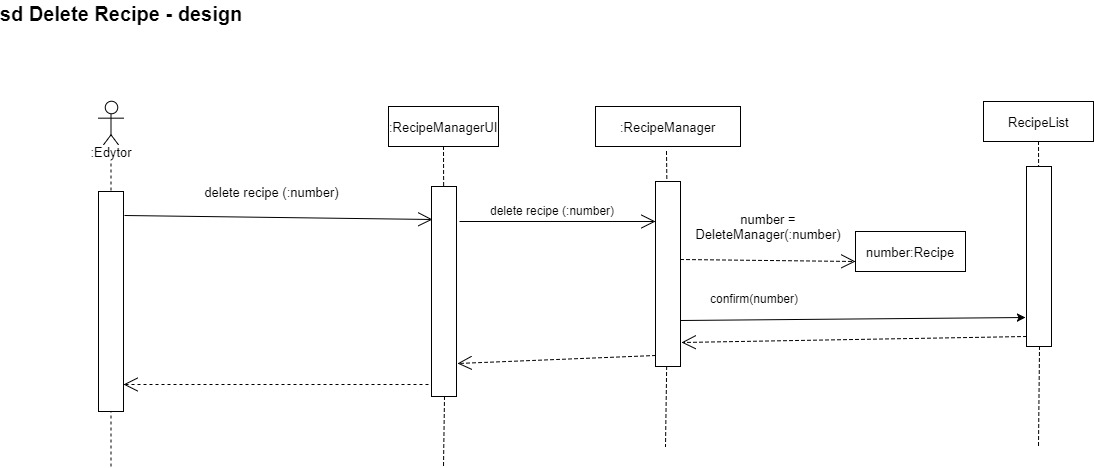 sd Delete Recipe - design
:Edytor
:RecipeManagerUI
:RecipeManager
RecipeList
delete recipe (:number)
delete recipe (:number)
number =
DeleteManager(:number)
number:Recipe
confirm(number)